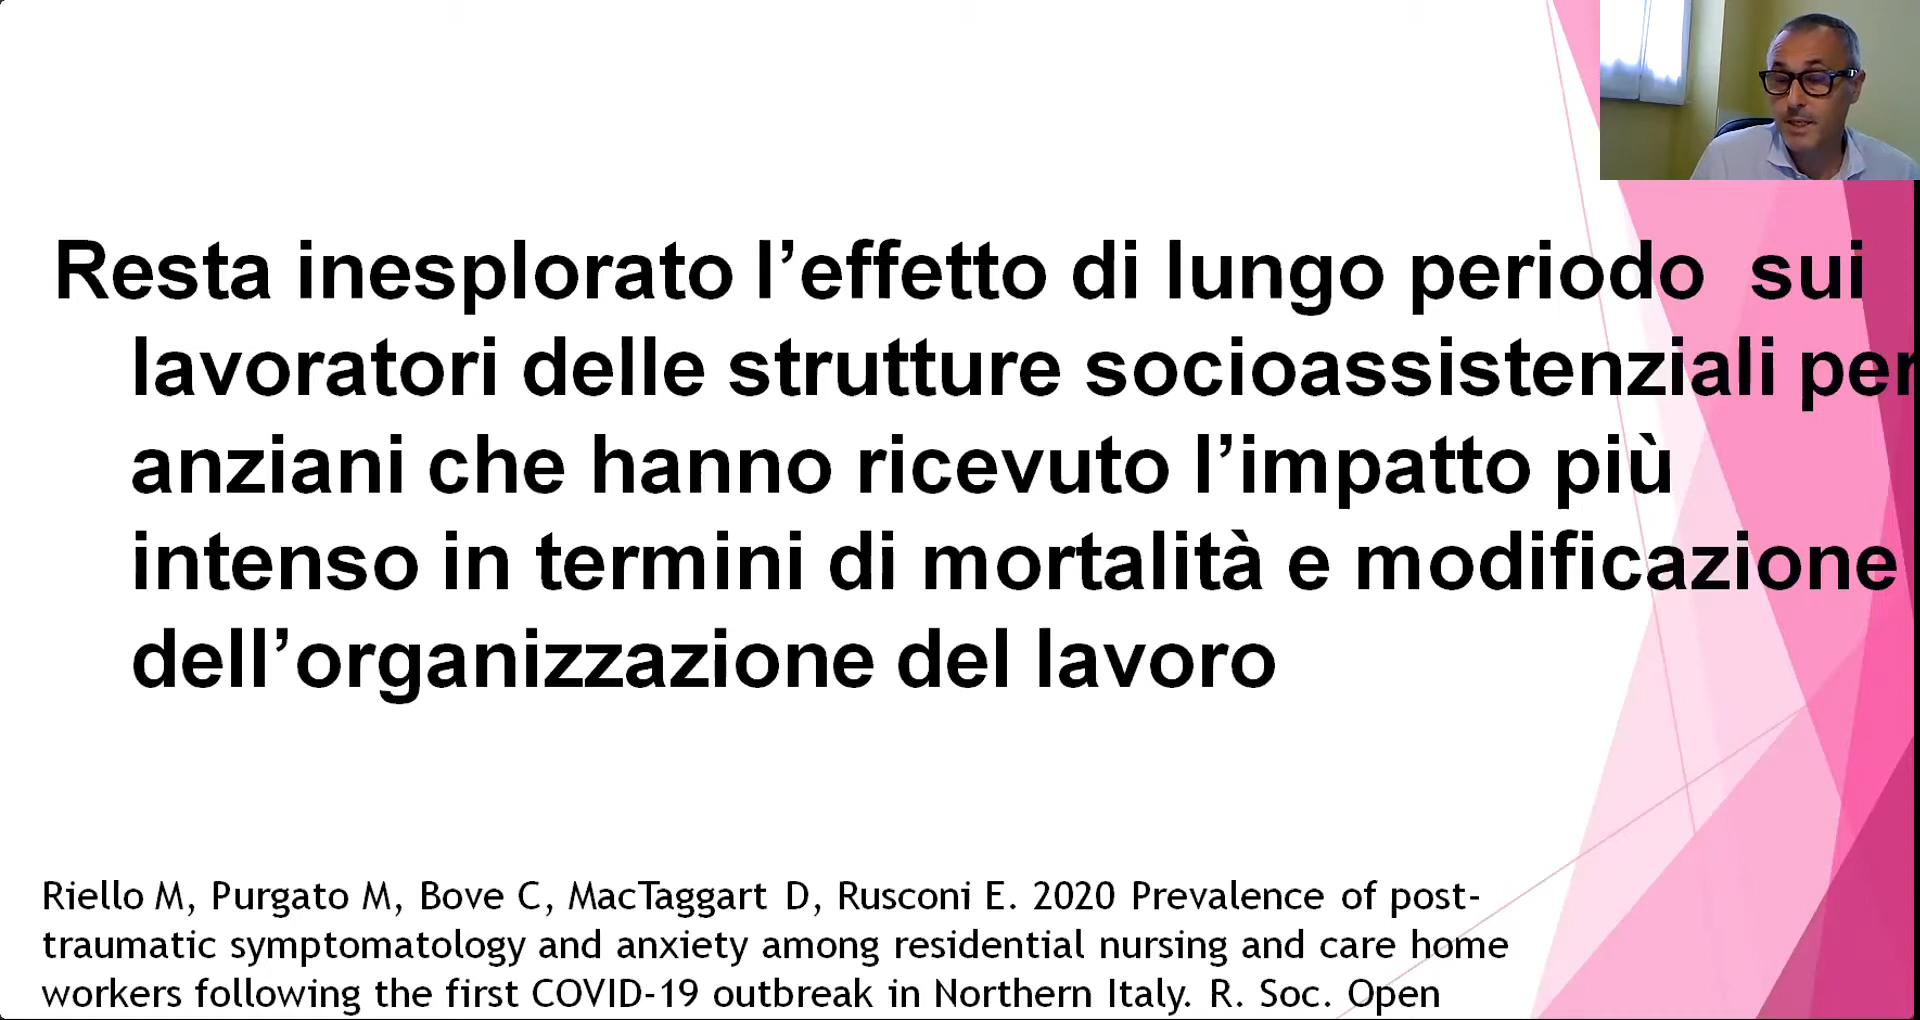 Resta inesplorato l’effetto di lungo periodo sui
lavoratori delle strutture socioassistenziali per
anziani che hanno ricevuto l’impatto più
intenso in termini di mortalità e modificazione
dell’organizzazione del lavoro
Riello M, Purgato M, Bove C, MacTaggart D, Rusconi E. 2020 Prevalence of post-
traumatic symptomatology and anxiety among residential nursing and care home
workers following the first COVID-19 outbreak in Northern Italy. R. Soc. Open